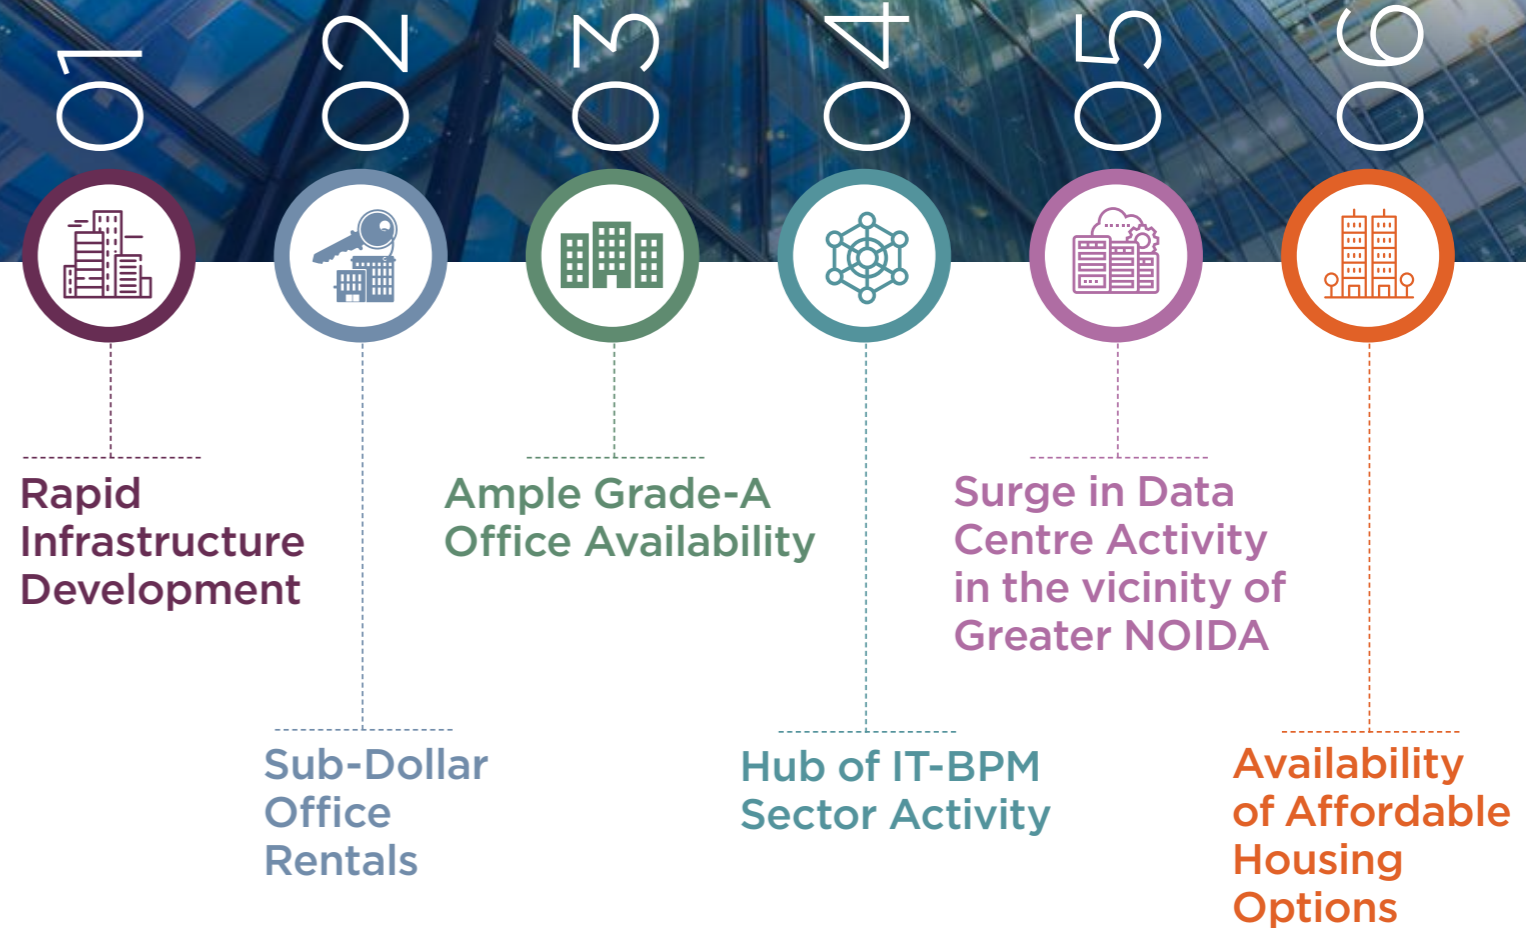 01
02
03
04
05
06
Rapid
Infrastructure
Development
Sub-Dollar
Office
Rentals
Ample Grade-A
Office Availability
Hub of IT-BPM
Sector Activity
Surge in Data
Centre Activity
in the vicinity of
Greater NOIDA
Availability
of Affordable
Housing
Options